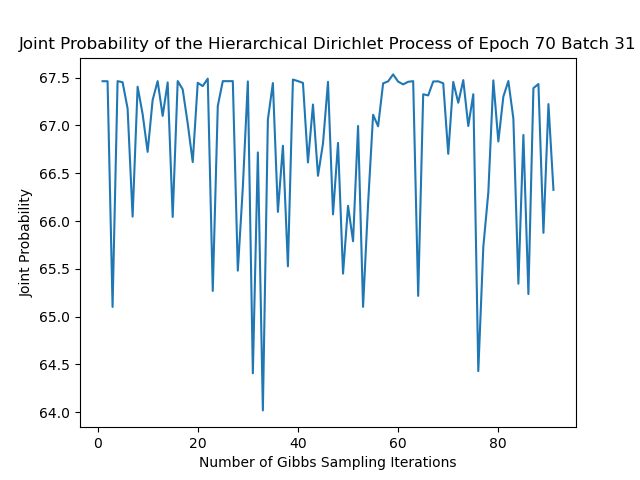 Joint Probability of the Hierarchical Dirichlet Process of Epoch 70 Batch 31
67.5
67.0
66.5
66.0
65.5
65.0
64.5
64.0
Joint Probability
0 20 40 60 80
Number of Gibbs Sampling Iterations